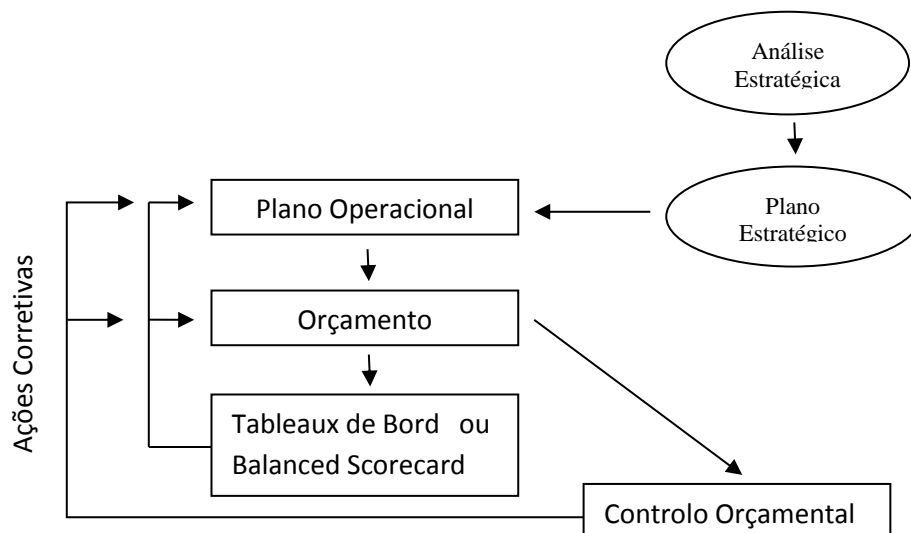 Análise
Estratégica
Plano Operacional
Plano
Estratégico
Orçamento
Ações Corretivas
Tableaux de Bord ou
Balanced Scorecard
Controlo Orçamental